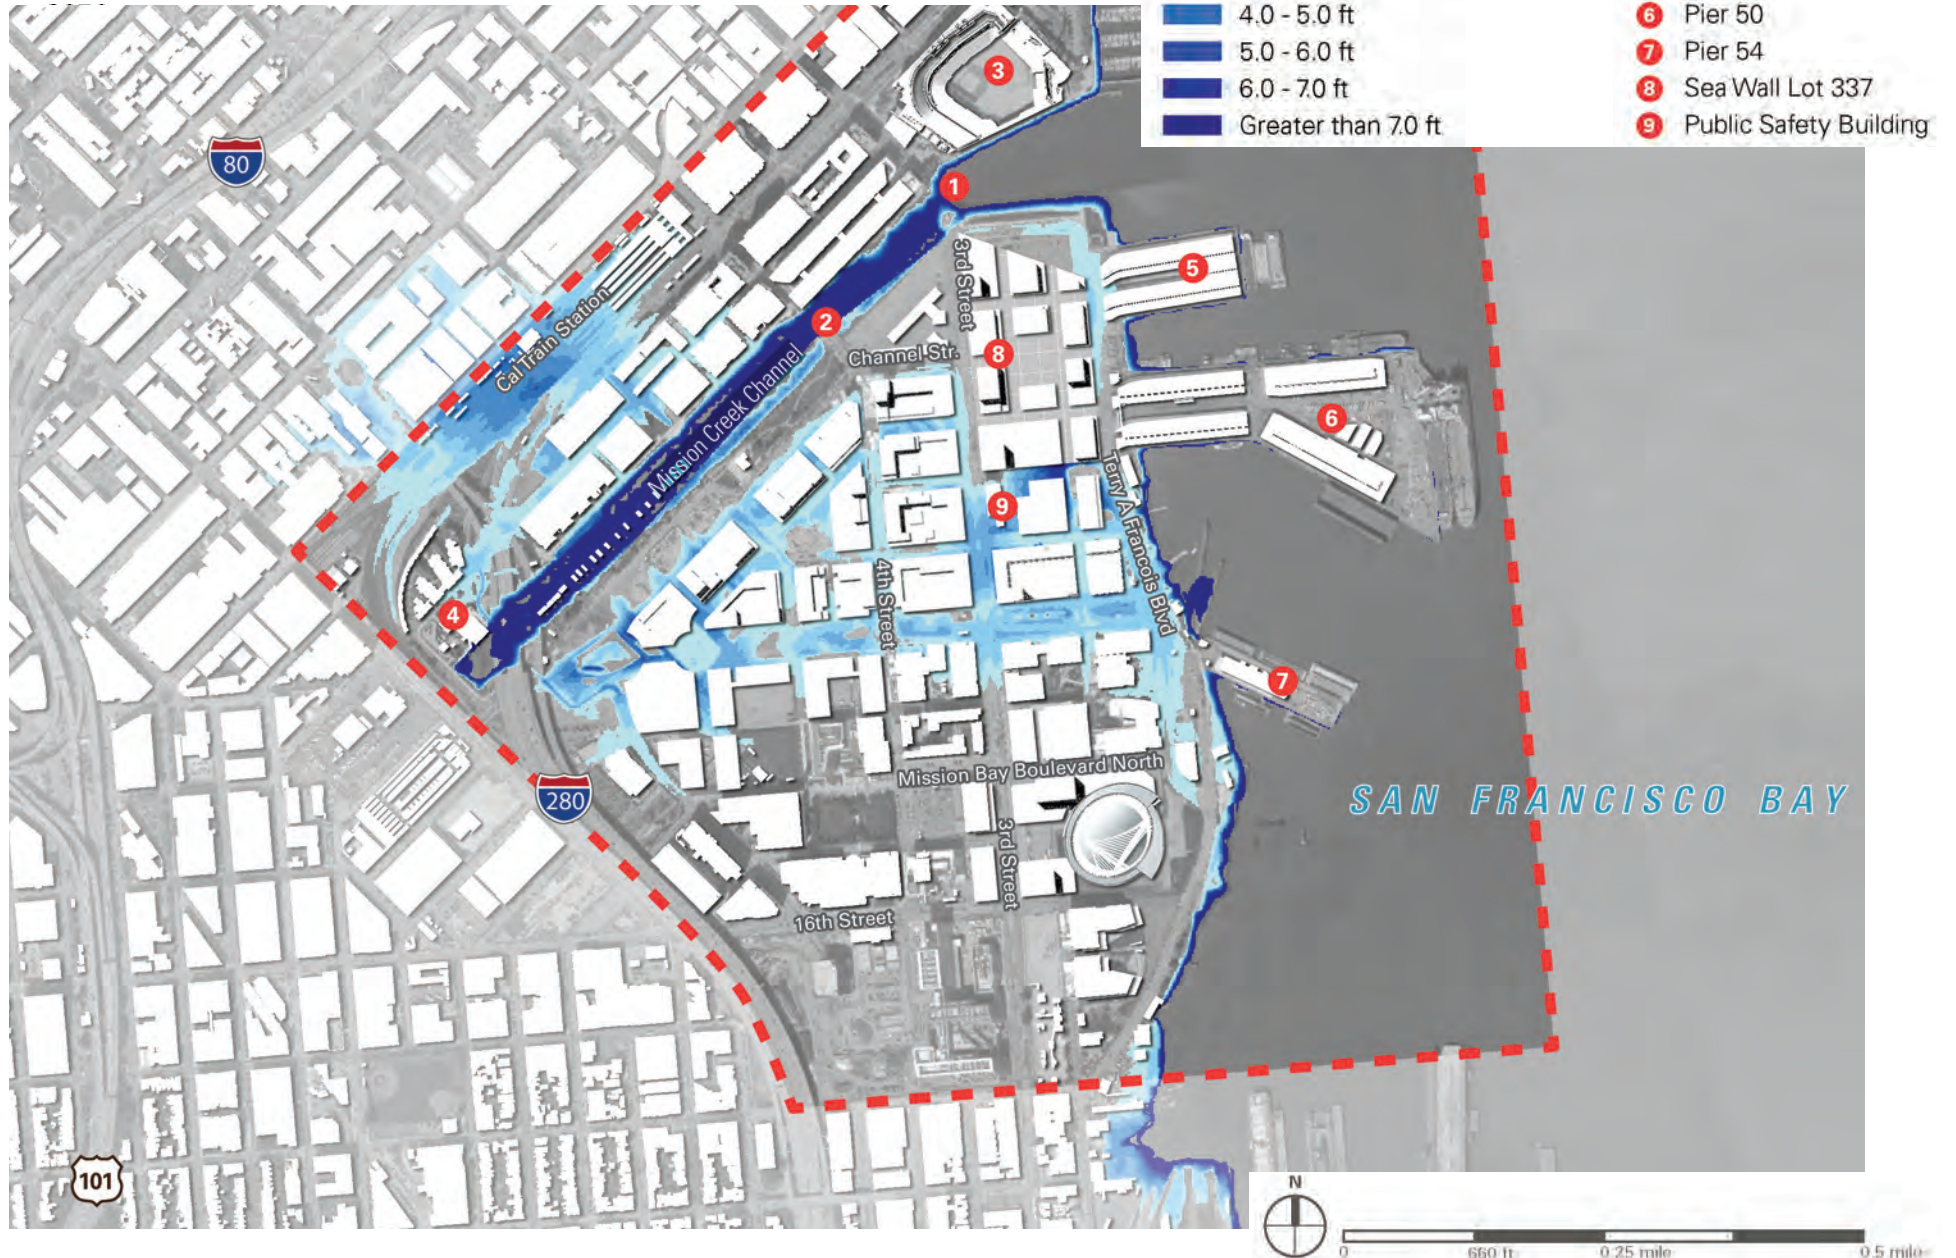 4.0 - 5.0 ft
5.0 - 6.0 ft
6.0 - 7.0 ft
Greater than 7.0 ft
6 Pier 50
7 Pier 54
8 Sea Wall Lot 337
9 Public Safety Building
3
80
1
5
3rd Street
Cal Train Station
2
Channel Str.
8
Mission Creek Channel
6
Terry A Francois Blvd
9
4th Street
4
7
Mission Bay Boulevard North
280
SAN FRANCISCO BAY
3rd Street
16th Street
101
N
0 660 ft 0.25 mile 0.5 mile